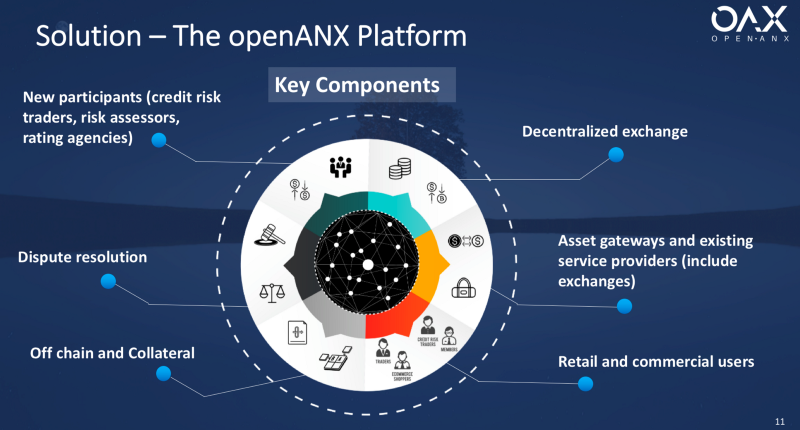 Solution – The openANX Platform
OAX
OPEN•ANX
Key Components
New participants (credit risk
traders, risk assessors,
rating agencies)
Decentralized exchange
Dispute resolution
Asset gateways and existing
service providers (include
exchanges)
Off chain and Collateral
Retail and commercial users
CREDIT RISK
TRADERS
MEMBERS
TRADERS
ECOMMERCE
SHOPPERS
11